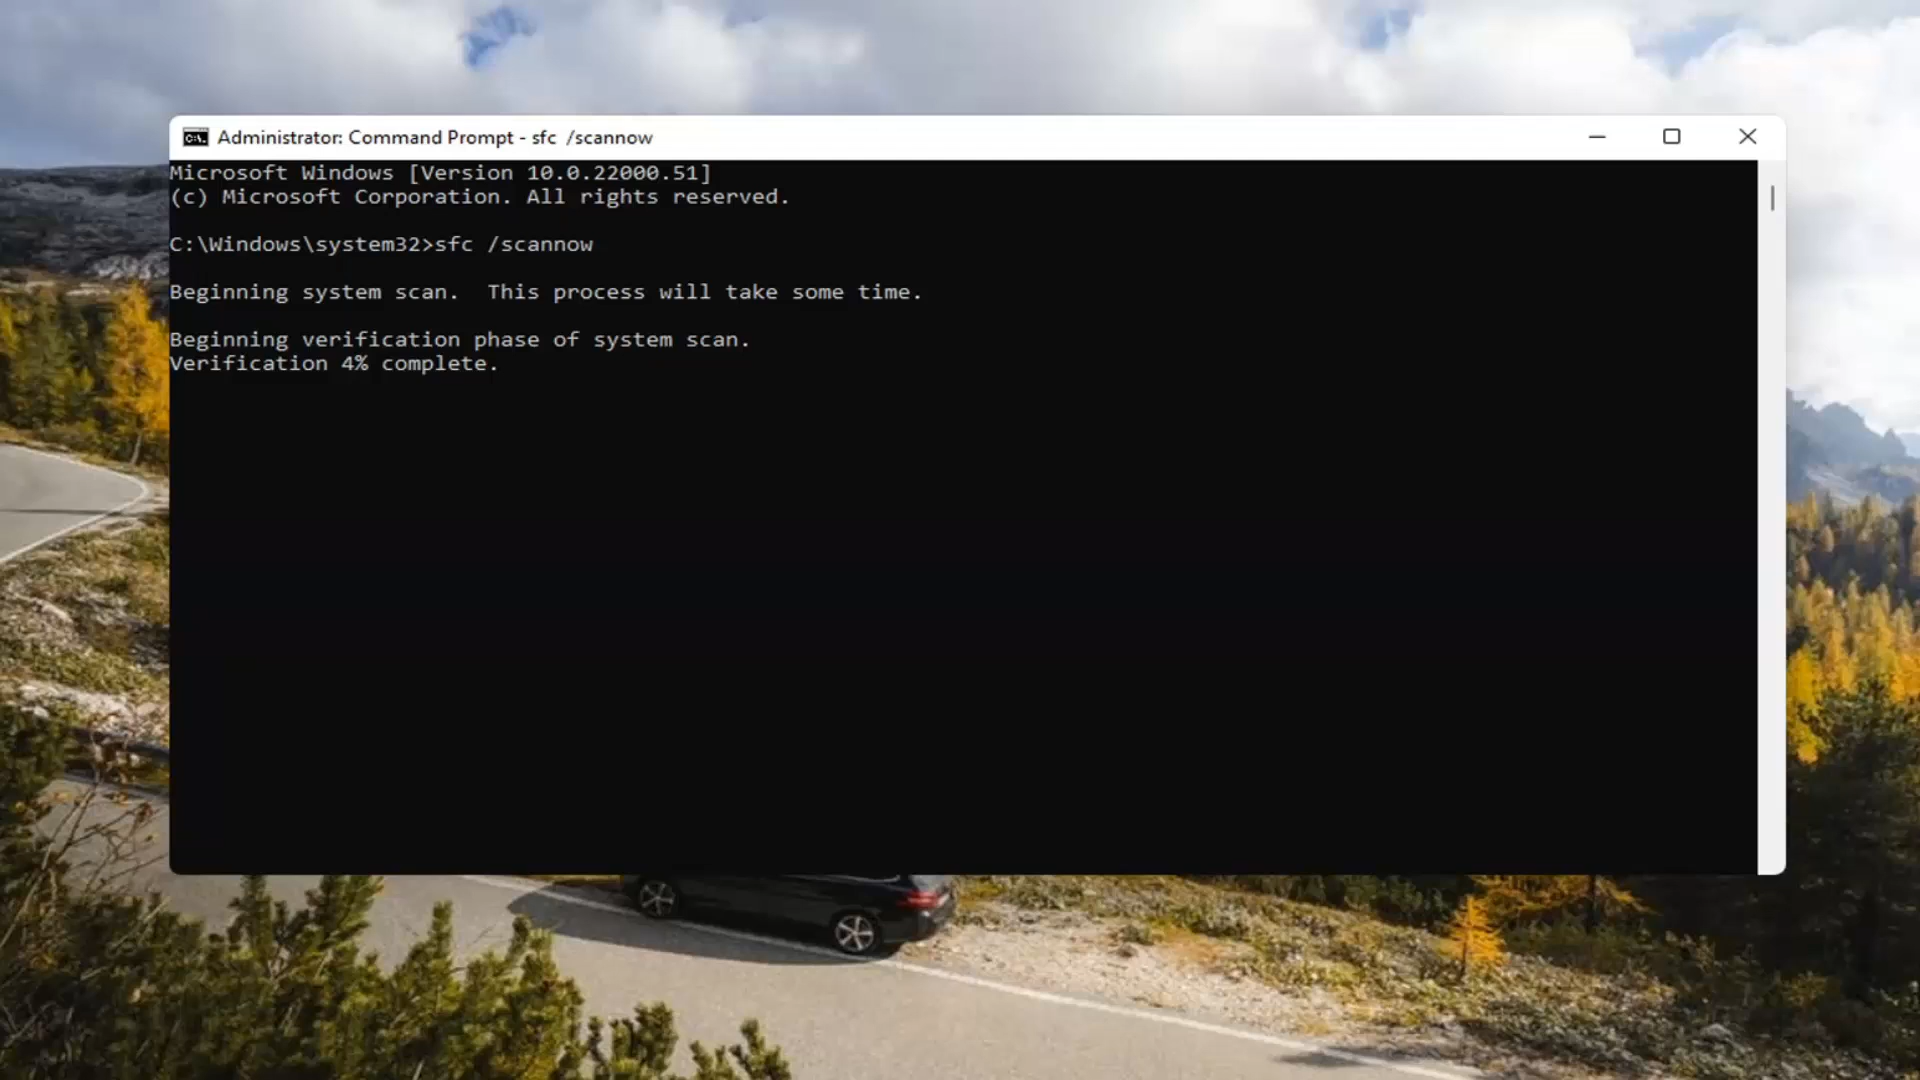 Administrator: Command Prompt - sfc  /scannow
Microsoft Windows [Version 10.0.22000.51]
(c) Microsoft Corporation. All rights reserved.
C:\Windows\system32>sfc /scannow
Beginning system scan.  This process will take some time.
Beginning verification phase of system scan.
Verification 4% complete.